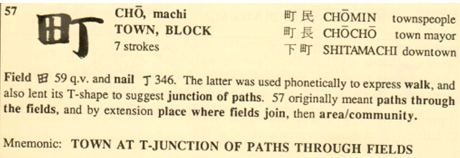 57
町
CHŌ, machi
TOWN, BLOCK
7 strokes
町民 CHŌMIN townspeople
町長 CHŌCHŌ town mayor
下町 SHITAMACHI downtown
Field 田 59 q.v. and nail 丁 346. The latter was used phonetically to express walk, and
also lent its T-shape to suggest junction of paths. 57 originally meant paths through
the fields, and by extension place where fields join, then area/community.
Mnemonic: TOWN AT T-JUNCTION OF PATHS THROUGH FIELDS